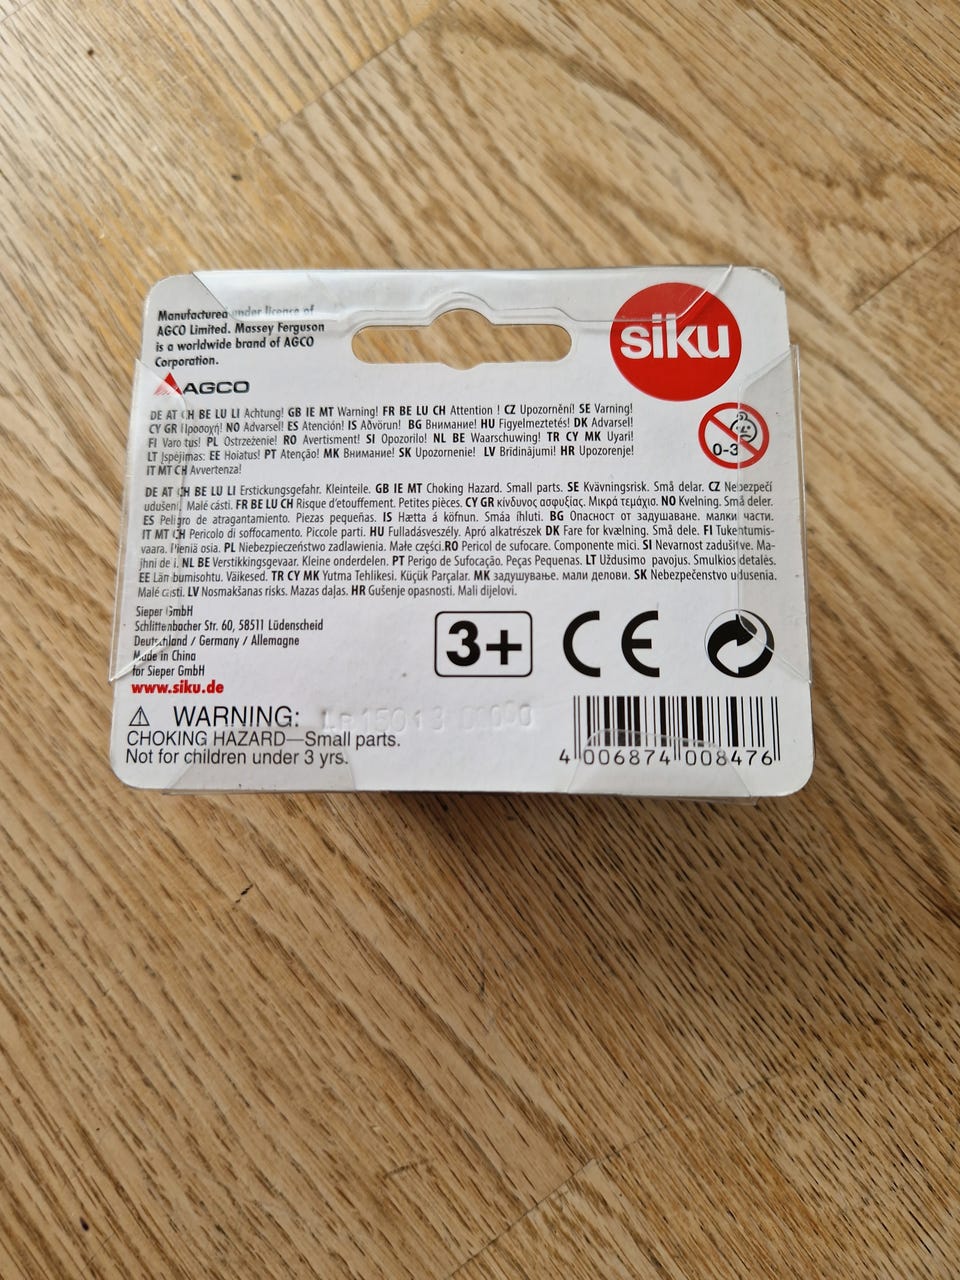 Manufactured under licence of
AGCO Limited. Massey Ferguson
is a worldwide brand of AGCO
Corporation.
AGCO
siku
0-3
DE AT CH BE LU LI Achtung! GB IE MT Warning! FR BE LU CH Attention ! CZ Upozornění! SE Varning!
CY GR Προσοχή! NO Advarsel! ES Atención! IS Aðvörun! BG Внимание! HU Figyelmeztetés! DK Advarsel!
FI Varoitus! PL Ostrzeżenie! RO Avertisment! SI Opozorilo! NL BE Waarschuwing! TR CY MK Uyari!
LT Įspėjimas: EE Hoiatus! PT Atenção! MK Внимание! SK Upozornenie! LV Brīdinājumi! HR Upozorenje!
IT MT CH Avvertenza!
DE AT CH BE LU LI Erstickungsgefahr. Kleinteile. GB IE MT Choking Hazard. Small parts. SE Kvävningsrisk. Små delar. CZ Nebezpečí
udušení. Malé části. FR BE LU CH Risque d'étouffement. Petites pièces. CY GR κίνδυνος ασφυξίας. Μικρά τεμάχια. NO Kvelning. Små deler.
ES Peligro de atragantamiento. Piezas pequeñas. IS Hætta á köfnun. Smáa íhluti. BG Опасност от задушаване. малки части.
IT MT CH Pericolo di soffocamento. Piccole parti. HU Fulladásveszély. Apró alkatrészek DK Fare for kvælning. Små dele. FI Tukehtumis-
vaara. Pieniä osia. PL Niebezpieczeństwo zadławienia. Małe części.RO Pericol de sufocare. Componente mici. SI Nevarnost zadušitve. Ma-
jhni deli. NL BE Verstikkingsgevaar. Kleine onderdelen. PT Perigo de Sufocação. Peças Pequenas. LT Uždusimo pavojus. Smulkios detalės.
EE Lämbumisohtu. Väikesed. TR CY MK Yutma Tehlikesi. Küçük Parçalar. MK задушување. мали делови. SK Nebezpečenstvo udusenia.
Malé časti. LV Nosmakšanas risks. Mazas daļas. HR Gušenje opasnosti. Mali dijelovi.
Sieper GmbH
Schlittenbacher Str. 60, 58511 Lüdenscheid
Deutschland / Germany / Allemagne
Made in China
for Sieper GmbH
www.siku.de
3+
CE
WARNING:
CHOKING HAZARD—Small parts.
Not for children under 3 yrs.
4 006874 008476